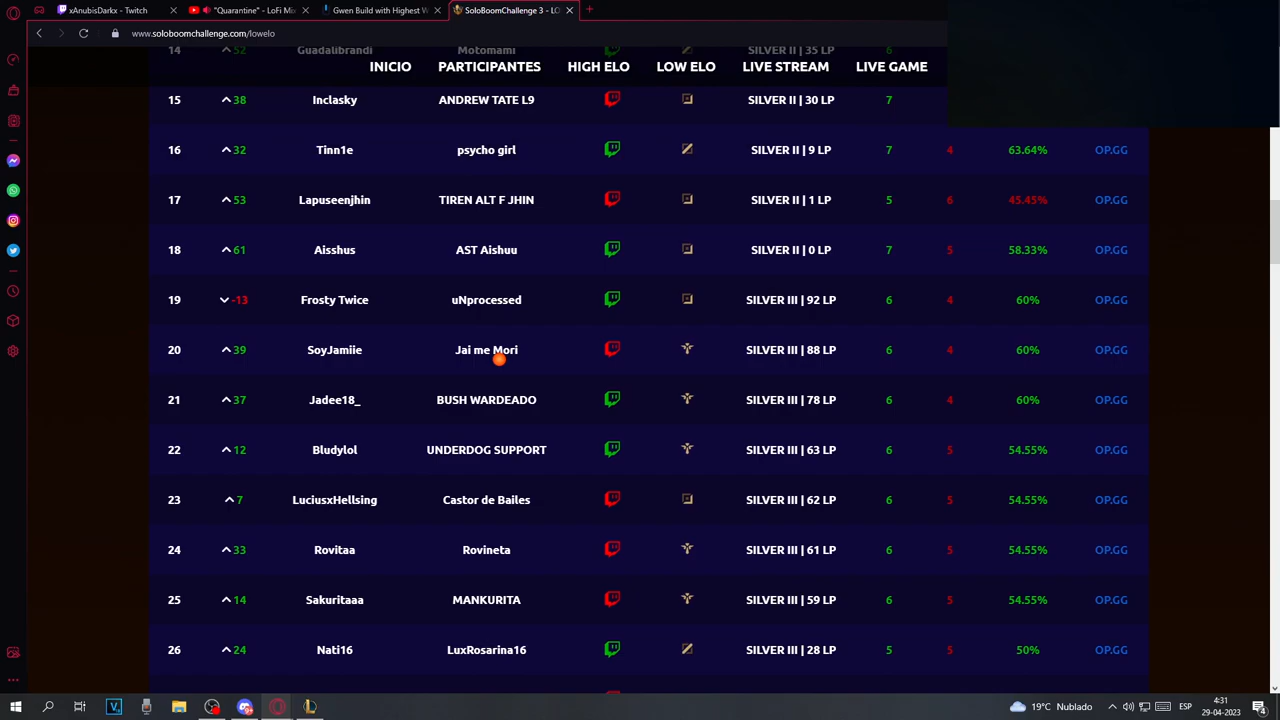 xAnubisDarkx - Twitch
"Quarantine" - LoFi Mix
Gwen Build with Highest W
SoloBoomChallenge 3 - LO
www.soloboomchallenge.com/lowelo
14 52 Guadalibrandi Motomami SILVER II | 35 LP 6
INICIO PARTICIPANTES HIGH ELO LOW ELO LIVE STREAM LIVE GAME
15 38 Inclasky ANDREW TATE L9 SILVER II | 30 LP 7
16 32 Tinn1e psycho girl SILVER II | 9 LP 7 4 63.64% OP.GG
17 53 Lapuseenjhin TIREN ALT F JHIN SILVER II | 1 LP 5 6 45.45% OP.GG
18 61 Aisshus AST Aishuu SILVER II | 0 LP 7 5 58.33% OP.GG
19 -13 Frosty Twice uNprocessed SILVER III | 92 LP 6 4 60% OP.GG
20 39 SoyJamiie Jai me Mori SILVER III | 88 LP 6 4 60% OP.GG
21 37 Jadee18_ BUSH WARDEADO SILVER III | 78 LP 6 4 60% OP.GG
22 12 Bludylol UNDERDOG SUPPORT SILVER III | 63 LP 6 5 54.55% OP.GG
23 7 LuciusxHellsing Castor de Bailes SILVER III | 62 LP 6 5 54.55% OP.GG
24 33 Rovitaa Rovineta SILVER III | 61 LP 6 5 54.55% OP.GG
25 14 Sakuritaaa MANKURITA SILVER III | 59 LP 6 5 54.55% OP.GG
26 24 Nati16 LuxRosarina16 SILVER III | 28 LP 5 5 50% OP.GG
19°C Nublado ESP 4:31
29-04-2023